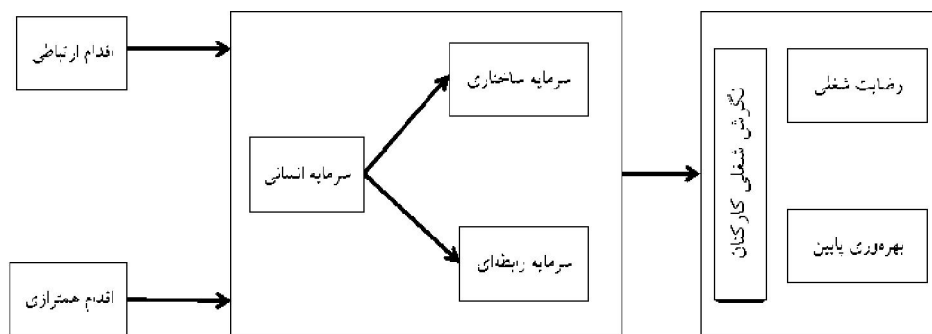 اقدام ارتباطی
اقدام همترازی
سرمایه انسانی
سرمایه ساختاری
سرمایه رابطه‌ای
نگرش شغلی کارکنان
رضایت شغلی
بهره‌وری پایین